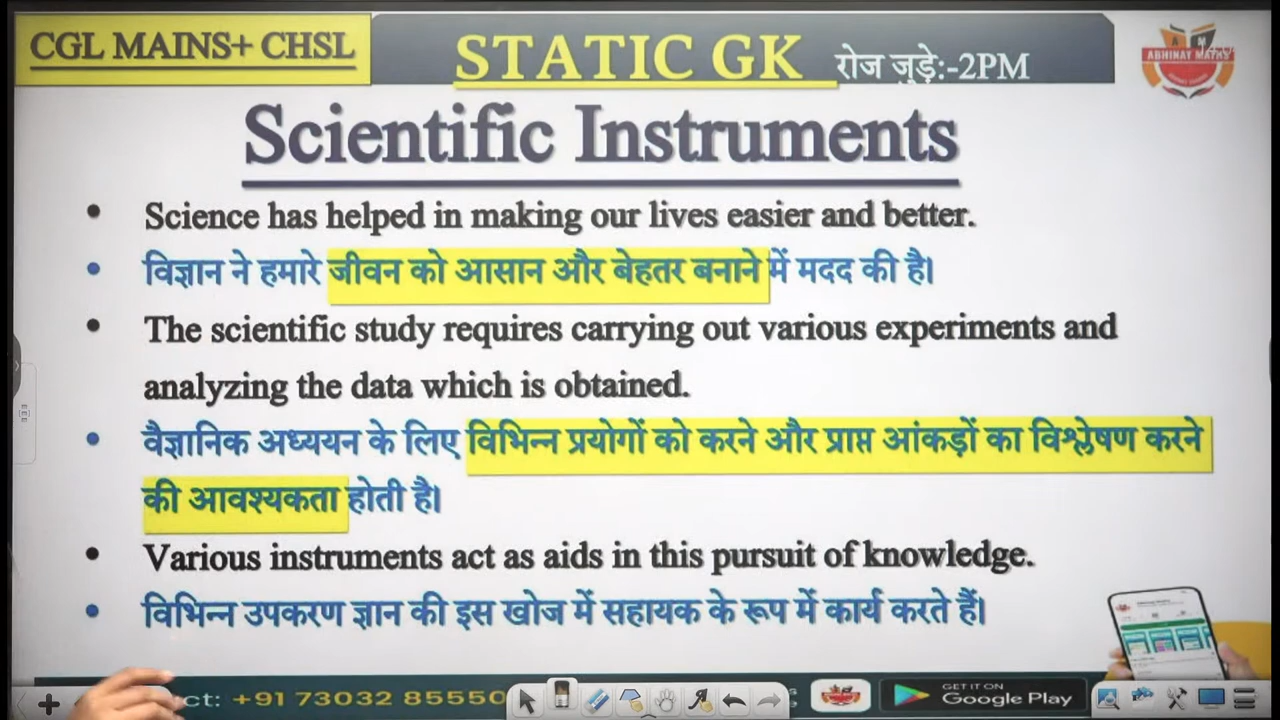 CGL MAINS+ CHSL
STATIC GK
रोज जुड़े:-2PM
ABHINAY MATHS
Scientific Instruments
• Science has helped in making our lives easier and better.
• विज्ञान ने हमारे जीवन को आसान और बेहतर बनाने में मदद की है।
• The scientific study requires carrying out various experiments and
analyzing the data which is obtained.
• वैज्ञानिक अध्ययन के लिए विभिन्न प्रयोगों को करने और प्राप्त आंकड़ों का विश्लेषण करने
की आवश्यकता होती है।
• Various instruments act as aids in this pursuit of knowledge.
• विभिन्न उपकरण ज्ञान की इस खोज में सहायक के रूप में कार्य करते हैं।
ct: +91 73032 85550
GET IT ON
Google Play